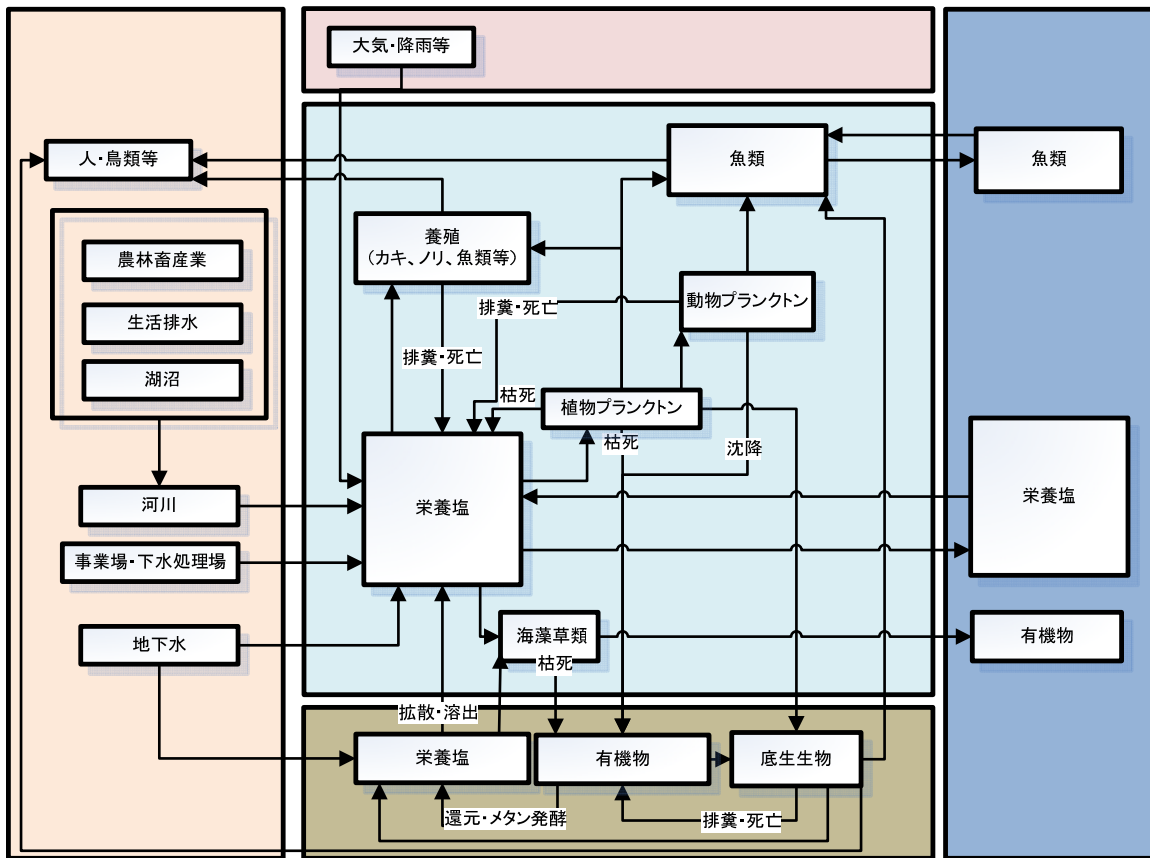 大気・降雨等
人・鳥類等
魚類
魚類
養殖
(カキ、ノリ、魚類等)
農林畜産業
排糞・死亡
動物プランクトン
生活排水
排糞・死亡
湖沼
枯死
植物プランクトン
枯死
沈降
河川
栄養塩
栄養塩
事業場・下水処理場
海藻草類
有機物
地下水
枯死
拡散・溶出
栄養塩
有機物
底生生物
還元・メタン発酵
排糞・死亡